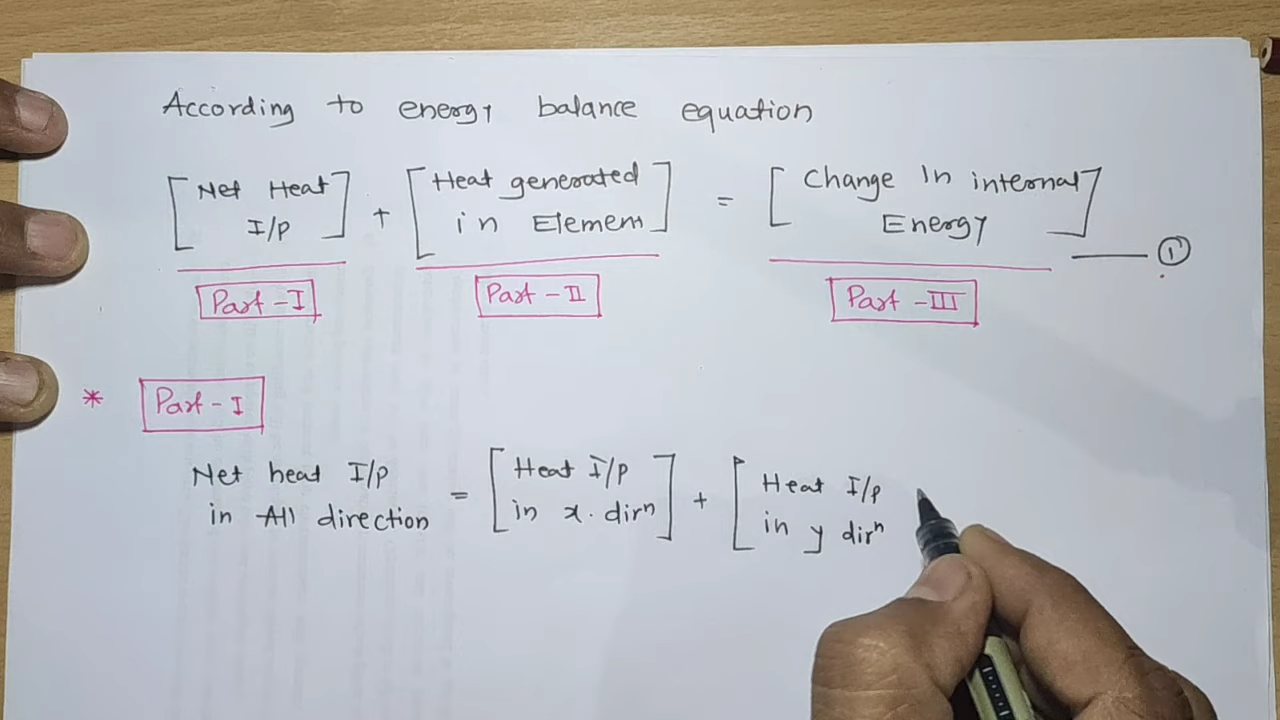 According to energy balance equation
[Net Heat I/P] + [Heat generated in Element] = [Change In internal Energy] —— ①
Part-I Part-II Part-III
* Part-I
Net heat I/P in All direction = [Heat I/P in x. dirⁿ] + [Heat I/P in y dirⁿ